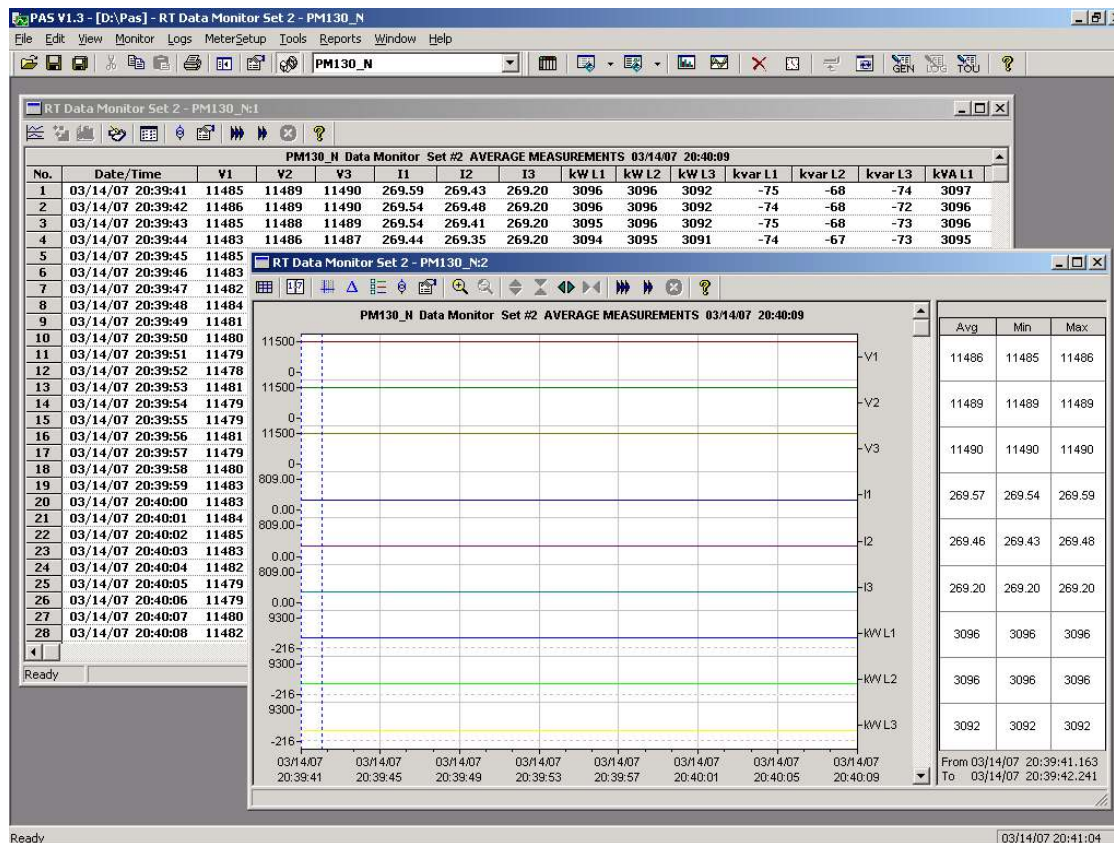 PAS V1.3 - [D:\Pas] - RT Data Monitor Set 2 - PM130_N
File Edit View Monitor Logs MeterSetup Tools Reports Window Help
PM130_N GEN LOG TOU
RT Data Monitor Set 2 - PM130_N:1
PM130_N Data Monitor Set #2 AVERAGE MEASUREMENTS 03/14/07 20:40:09
No. Date/Time V1 V2 V3 I1 I2 I3 kW L1 kW L2 kW L3 kvar L1 kvar L2 kvar L3 kVA L1
1 03/14/07 20:39:41 11485 11489 11490 269.59 269.43 269.20 3096 3096 3092 -75 -68 -74 3097
2 03/14/07 20:39:42 11486 11489 11490 269.54 269.48 269.20 3096 3096 3092 -74 -68 -72 3096
3 03/14/07 20:39:43 11485 11488 11489 269.54 269.41 269.20 3095 3096 3092 -75 -68 -73 3096
4 03/14/07 20:39:44 11483 11486 11487 269.44 269.35 269.20 3094 3095 3091 -74 -67 -73 3095
5 03/14/07 20:39:45 11485
6 03/14/07 20:39:46 11483
7 03/14/07 20:39:47 11482
8 03/14/07 20:39:48 11484
9 03/14/07 20:39:49 11481
10 03/14/07 20:39:50 11480
11 03/14/07 20:39:51 11479
12 03/14/07 20:39:52 11478
13 03/14/07 20:39:53 11481
14 03/14/07 20:39:54 11479
15 03/14/07 20:39:55 11479
16 03/14/07 20:39:56 11481
17 03/14/07 20:39:57 11479
18 03/14/07 20:39:58 11480
19 03/14/07 20:39:59 11483
20 03/14/07 20:40:00 11483
21 03/14/07 20:40:01 11484
22 03/14/07 20:40:02 11485
23 03/14/07 20:40:03 11483
24 03/14/07 20:40:04 11482
25 03/14/07 20:40:05 11479
26 03/14/07 20:40:06 11479
27 03/14/07 20:40:07 11480
28 03/14/07 20:40:08 11482
Ready
RT Data Monitor Set 2 - PM130_N:2
PM130_N Data Monitor Set #2 AVERAGE MEASUREMENTS 03/14/07 20:40:09
Avg Min Max
11500
V1 11486 11485 11486
0
11500
V2 11489 11489 11489
0
11500
V3 11490 11490 11490
0
809.00
I1 269.57 269.54 269.59
0.00
809.00
I2 269.46 269.43 269.48
0.00
809.00
I3 269.20 269.20 269.20
0.00
9300
kW L1 3096 3096 3096
-216
9300
kW L2 3096 3096 3096
-216
9300
kW L3 3092 3092 3092
-216
03/14/07 03/14/07 03/14/07 03/14/07 03/14/07 03/14/07 03/14/07 03/14/07
20:39:41 20:39:45 20:39:49 20:39:53 20:39:57 20:40:01 20:40:05 20:40:09
From 03/14/07 20:39:41.163
To 03/14/07 20:39:42.241
Ready 03/14/07 20:41:04